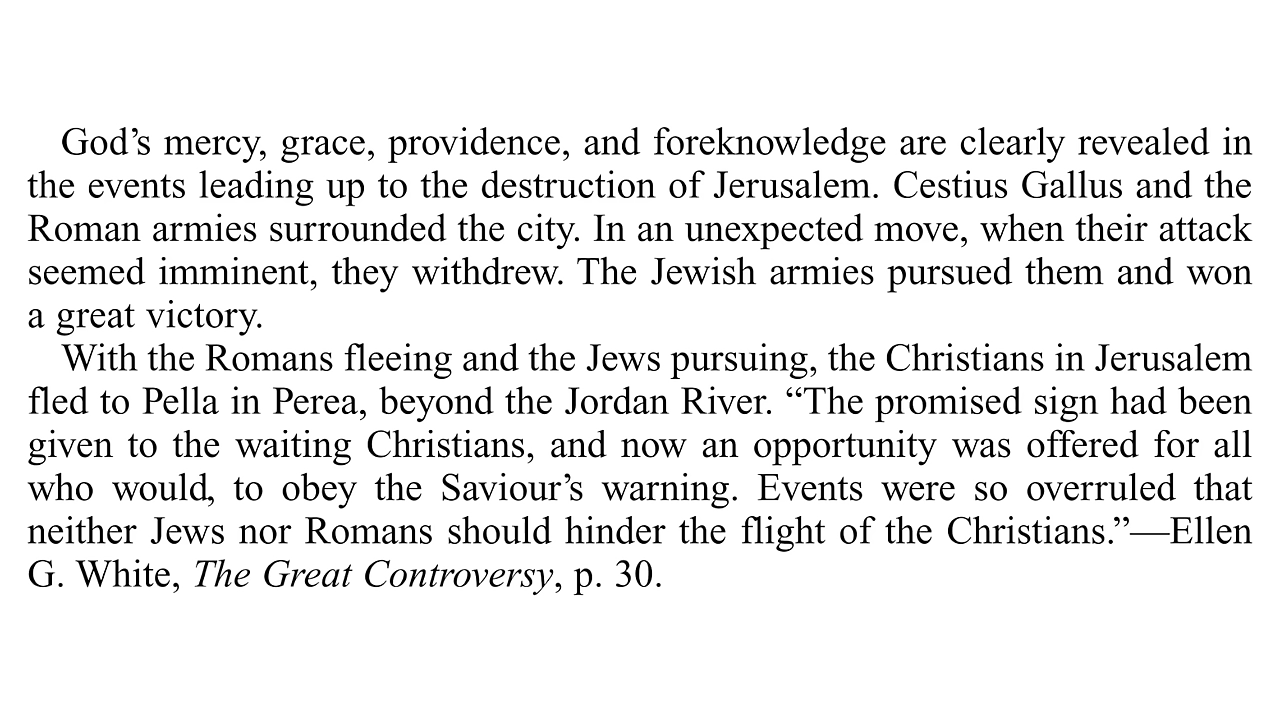 God’s mercy, grace, providence, and foreknowledge are clearly revealed in
the events leading up to the destruction of Jerusalem. Cestius Gallus and the
Roman armies surrounded the city. In an unexpected move, when their attack
seemed imminent, they withdrew. The Jewish armies pursued them and won
a great victory.
With the Romans fleeing and the Jews pursuing, the Christians in Jerusalem
fled to Pella in Perea, beyond the Jordan River. “The promised sign had been
given to the waiting Christians, and now an opportunity was offered for all
who would, to obey the Saviour’s warning. Events were so overruled that
neither Jews nor Romans should hinder the flight of the Christians.”—Ellen
G. White, The Great Controversy, p. 30.